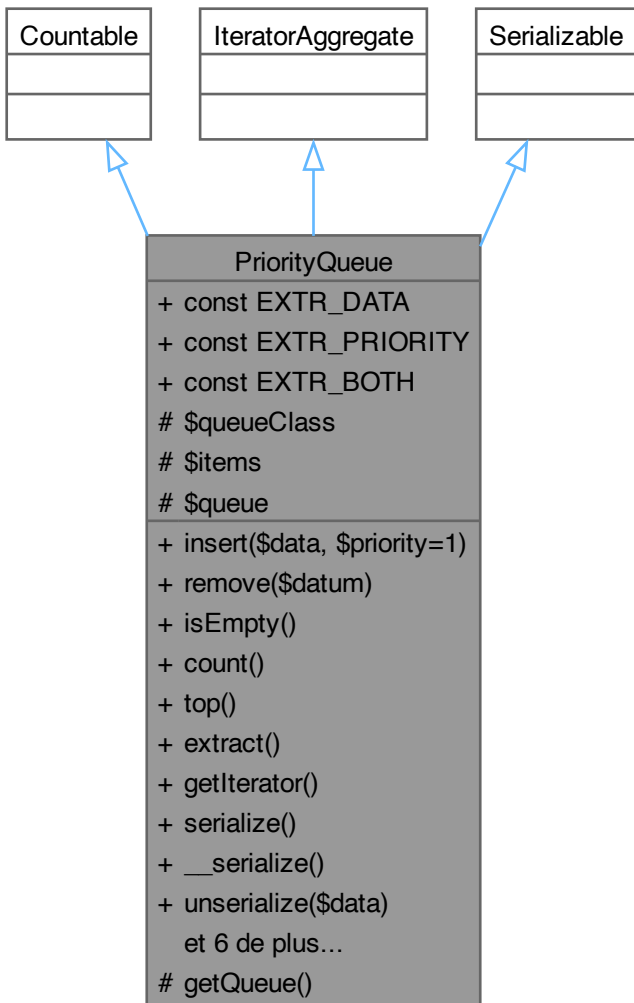 Countable
IteratorAggregate
Serializable
PriorityQueue
+ const EXTR_DATA
+ const EXTR_PRIORITY
+ const EXTR_BOTH
# $queueClass
# $items
# $queue
+ insert($data, $priority=1)
+ remove($datum)
+ isEmpty()
+ count()
+ top()
+ extract()
+ getIterator()
+ serialize()
+ __serialize()
+ unserialize($data)
et 6 de plus...
# getQueue()